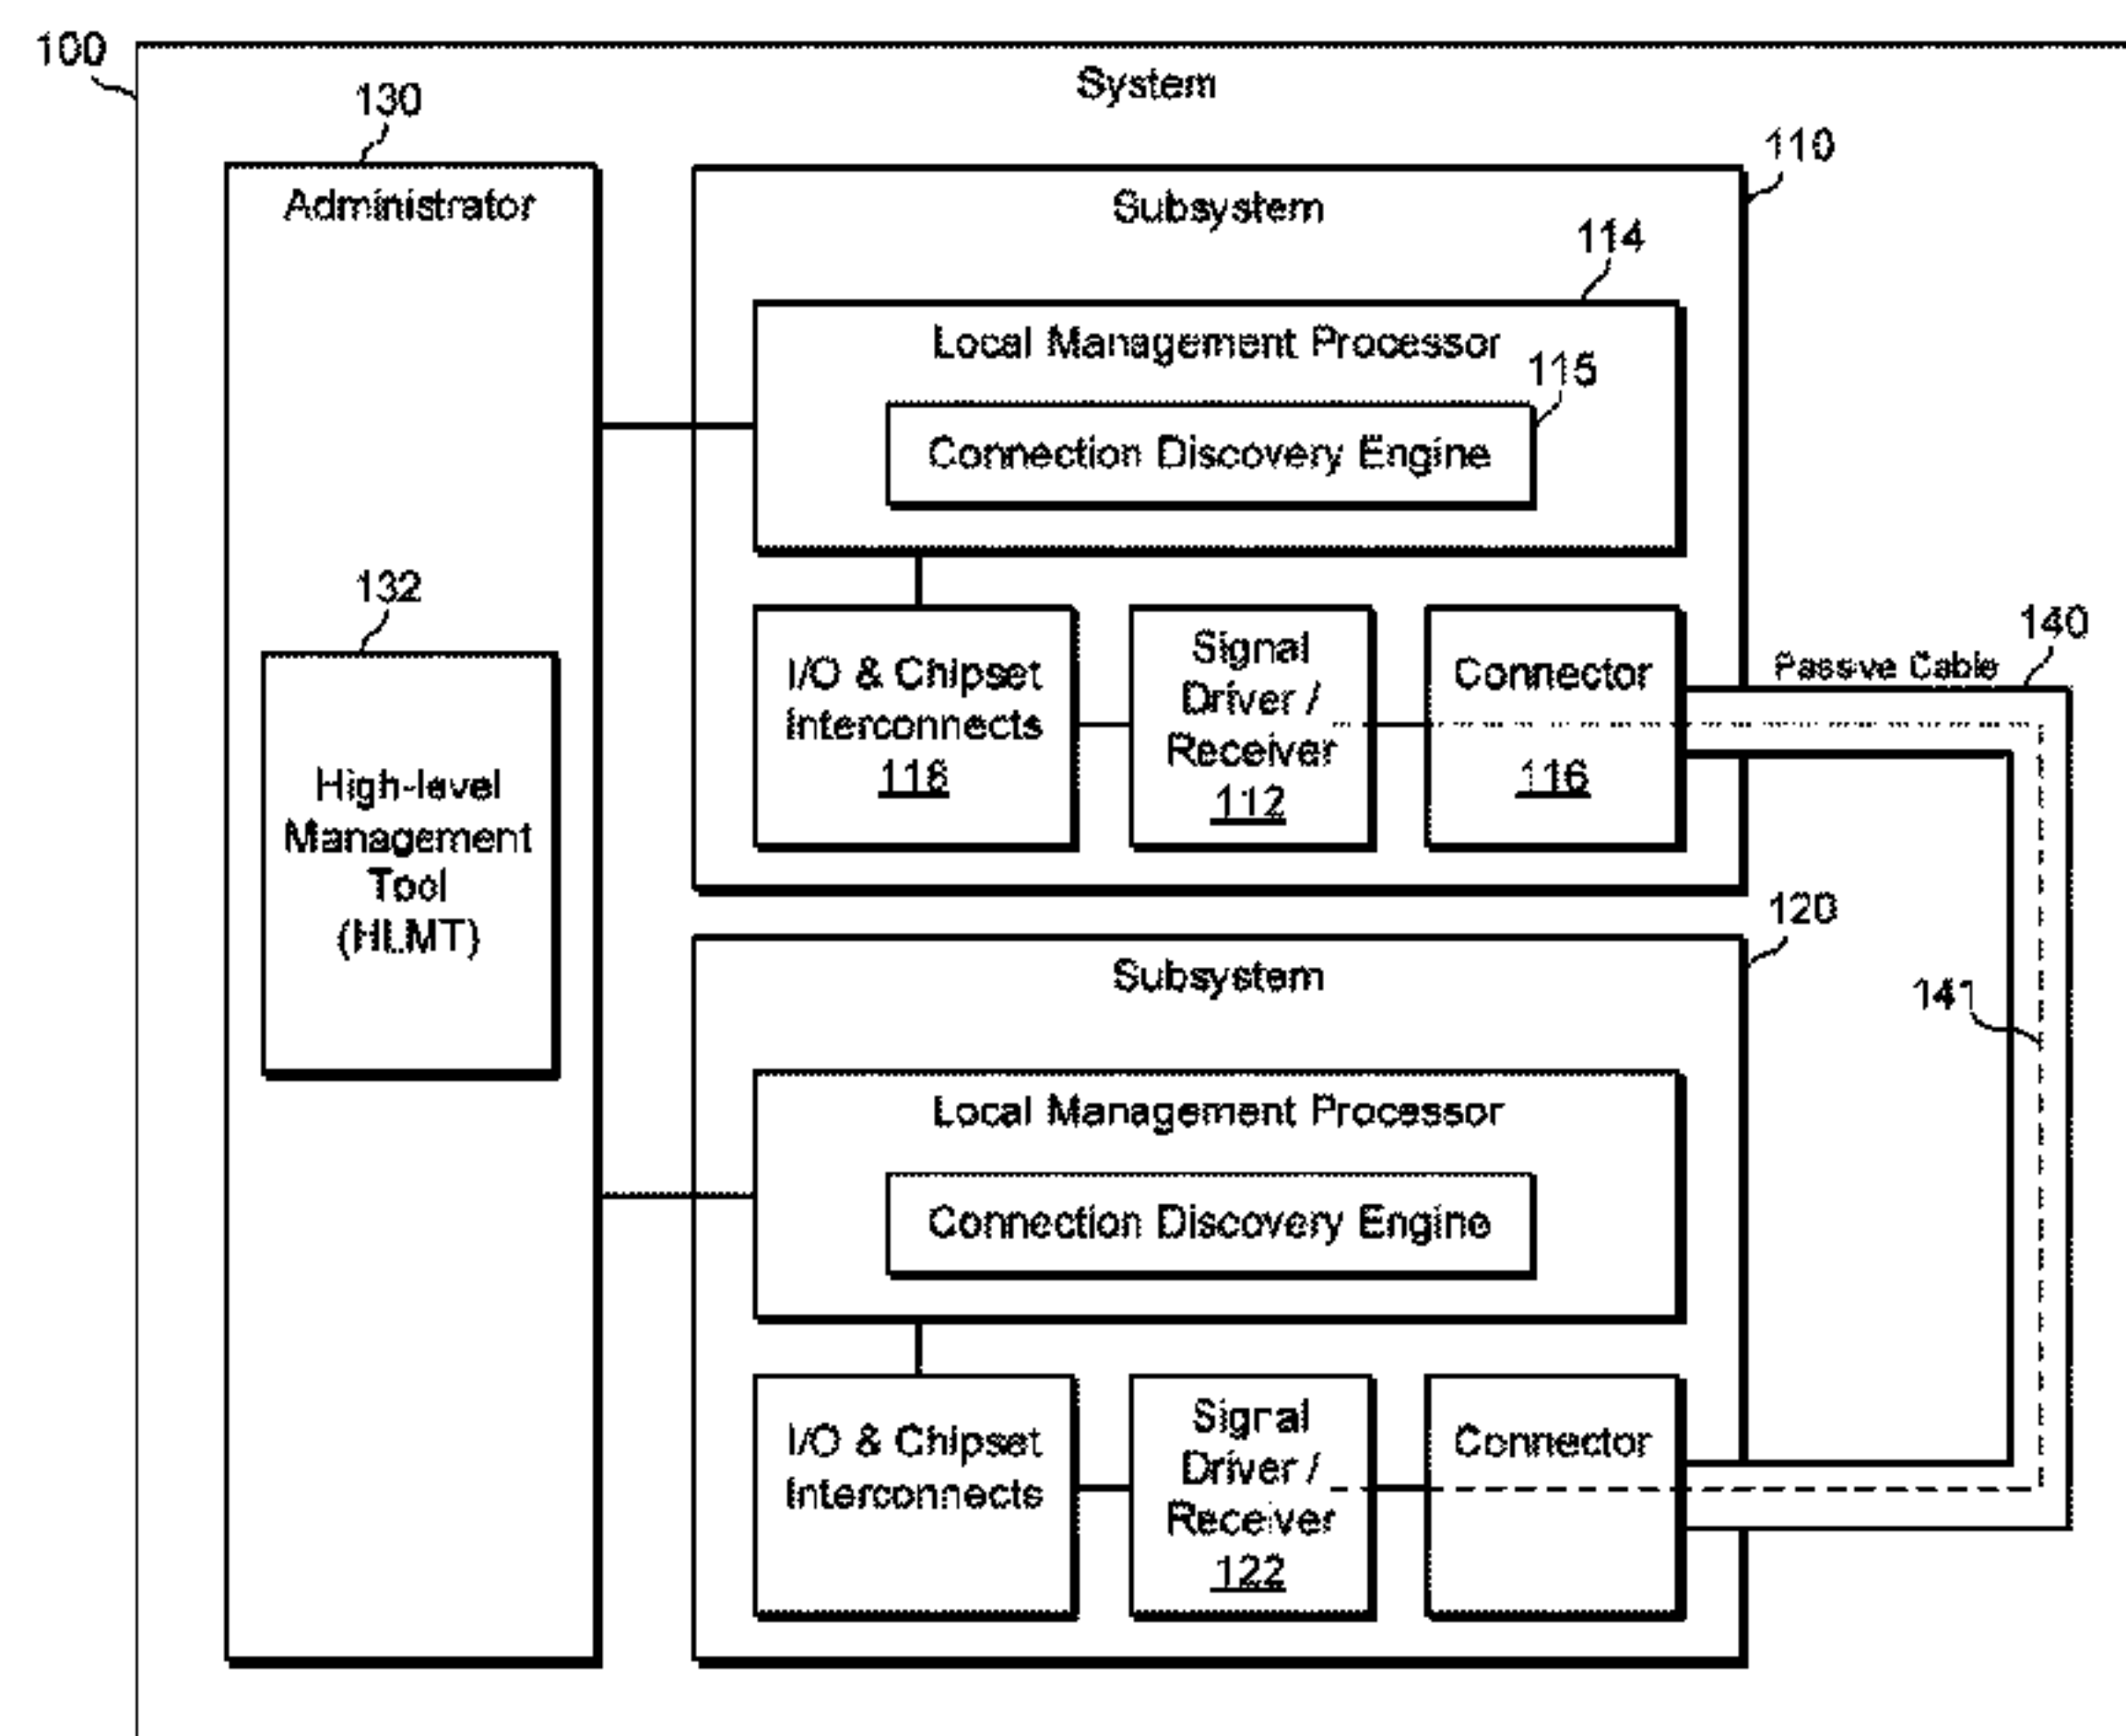 100
System
130
110
Administrator
Subsystem
114
Local Management Processor
115
Connection Discovery Engine
132
High-level
Management
Tool
(HLMT)
I/O & Chipset
Interconnects
118
Signal
Driver /
Receiver
112
Connector
116
Passive Cable
140
120
Subsystem
141
Local Management Processor
Connection Discovery Engine
I/O & Chipset
Interconnects
Signal
Driver /
Receiver
122
Connector